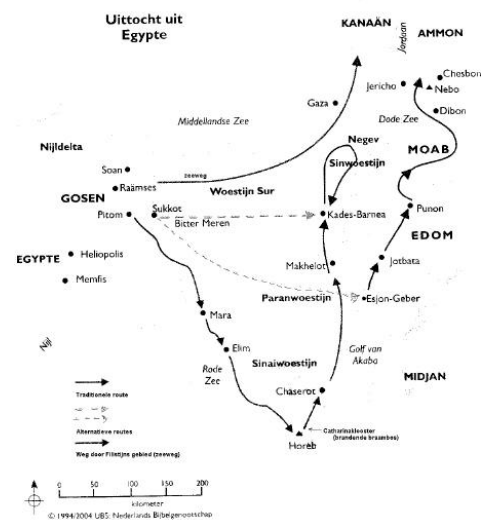 Uittocht uit
Egypte
KANAÄN
Jordaan
AMMON
Chesbon
Jericho
Nebo
Gaza
Dibon
Middellandse Zee
Dode Zee
Negev
MOAB
Nijldelta
Sinwoestijn
Soan
zeeweg
Raämses
Woestijn Sur
GOSEN
Sukkot
Punon
Pitom
Kades-Barnea
Bitter Meren
EDOM
EGYPTE
Heliopolis
Jotbata
Makhelot
Memfis
Paranwoestijn
Esjon-Geber
Mara
Nijl
Elim
Golf van
Akaba
Rode
Zee
Sinaiwoestijn
MIDJAN
Chaserot
Traditionele route
Catharinaklooster
(brandende braambos)
Alternatieve routes
Horeb
Weg door Filistijns gebied (zeeweg)
0 50 100 150 200
kilometer
© 1994/2004 UBS: Nederlands Bijbelgenootschap